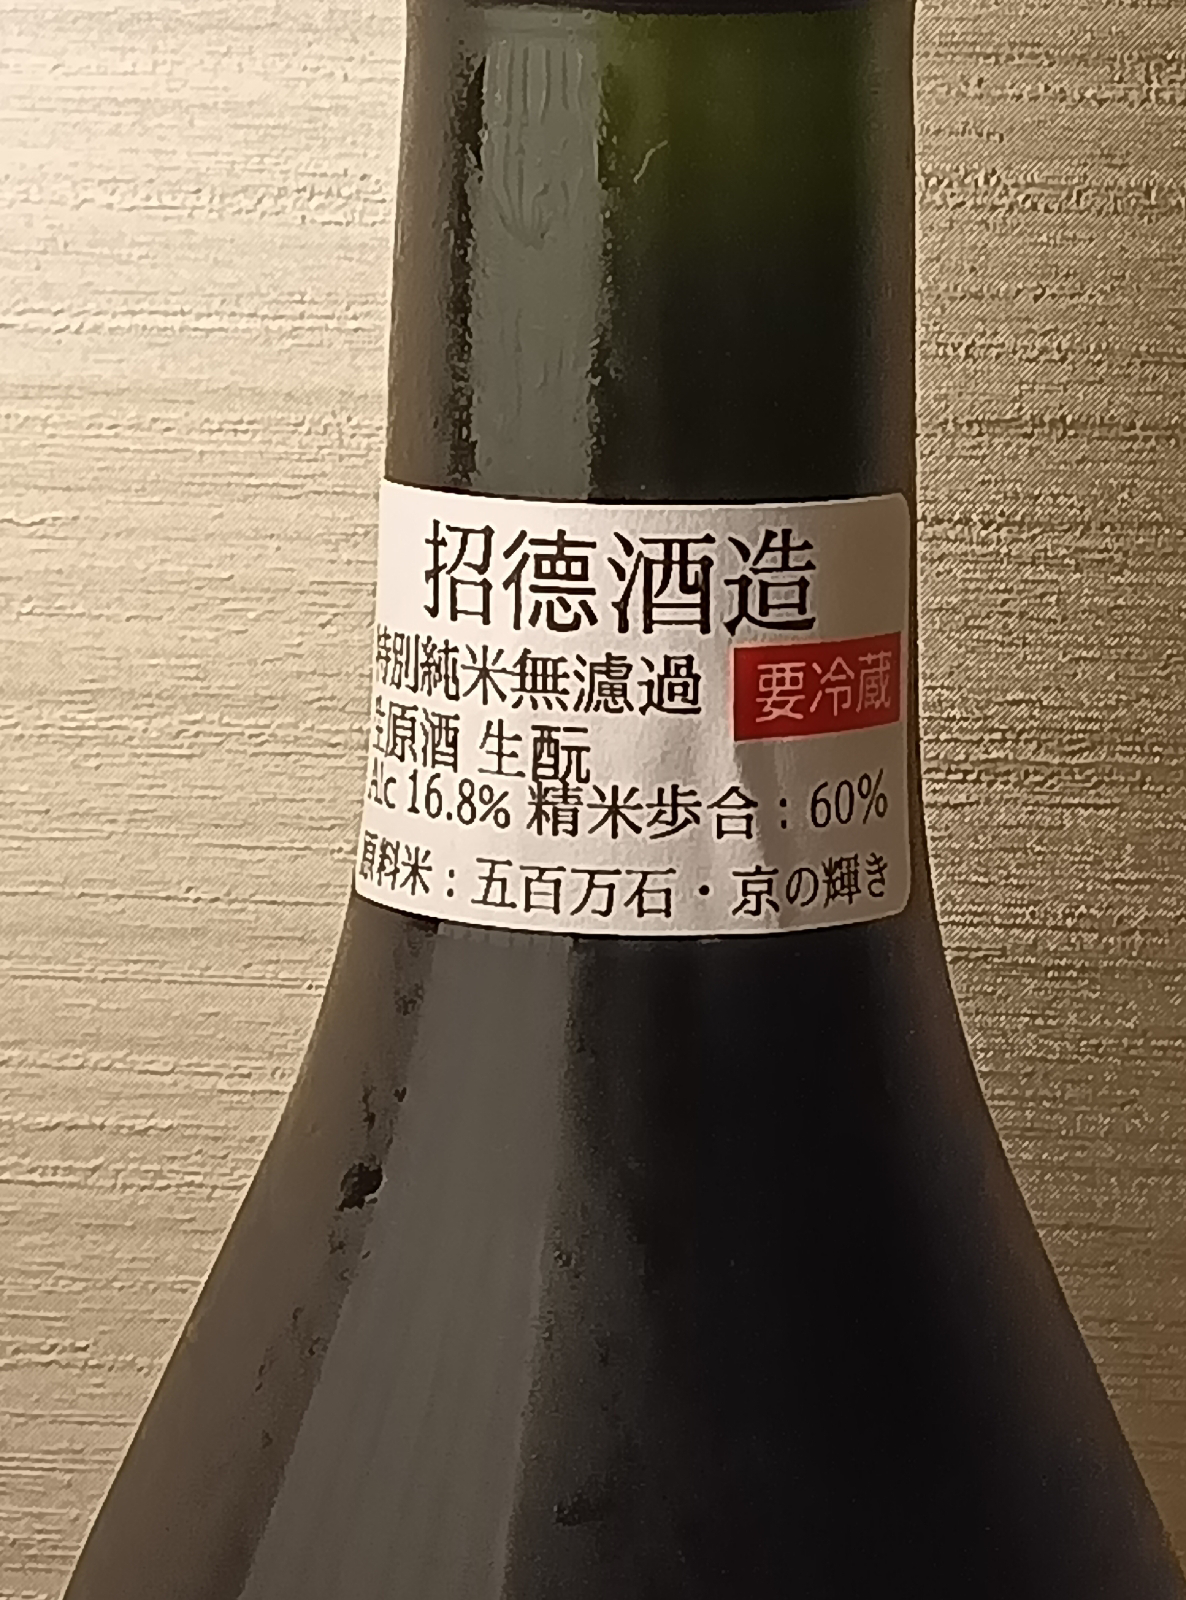 招德酒造
特別純米無濾過
要冷蔵
生原酒 生酛
Alc 16.8% 精米歩合：60%
原料米：五百万石・京の輝き